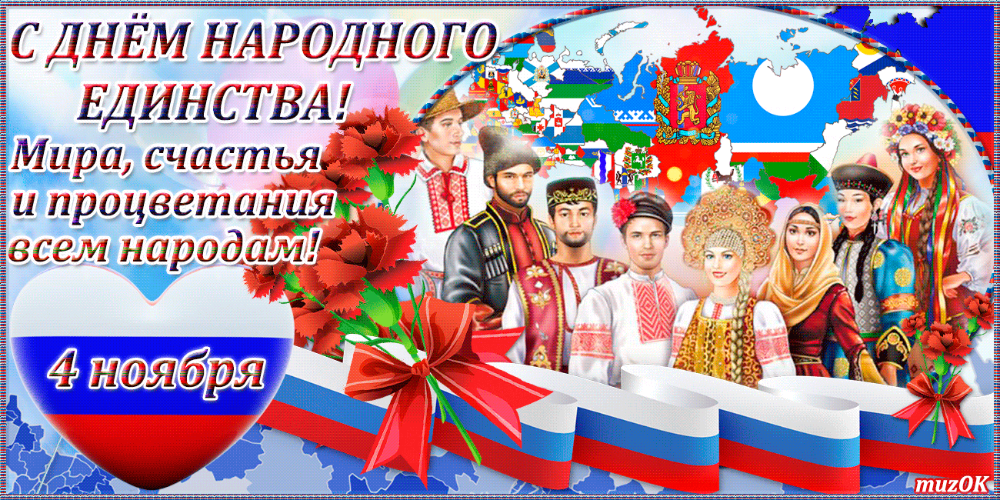 С ДНЁМ НАРОДНОГО
ЕДИНСТВА!
Мира, счастья
и процветания
всем народам!
4 ноября
muzOK